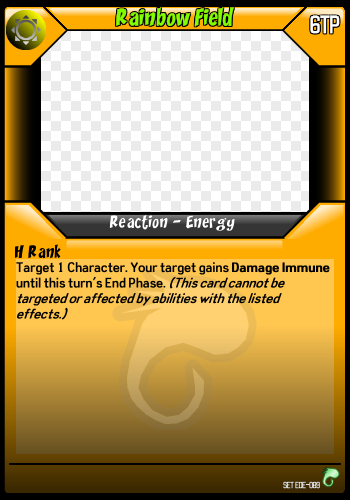 Rainbow Field
6TP
Reaction - Energy
H Rank
Target 1 Character. Your target gains Damage Immune
until this turn's End Phase. (This card cannot be
targeted or affected by abilities with the listed
effects.)
SET EDE-089